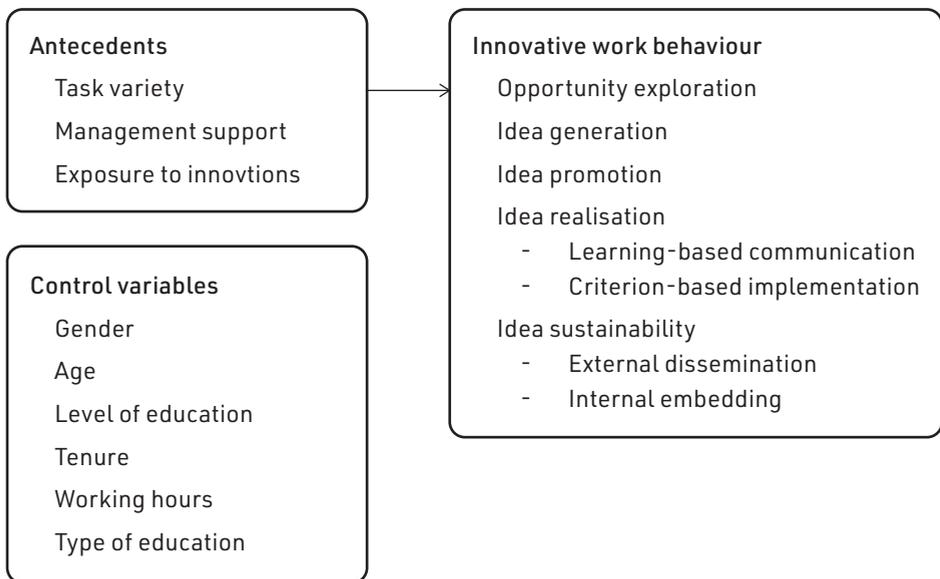 Antecedents
Task variety
Management support
Exposure to innovtions
Control variables
Gender
Age
Level of education
Tenure
Working hours
Type of education
Innovative work behaviour
Opportunity exploration
Idea generation
Idea promotion
Idea realisation
- Learning-based communication
- Criterion-based implementation
Idea sustainability
- External dissemination
- Internal embedding